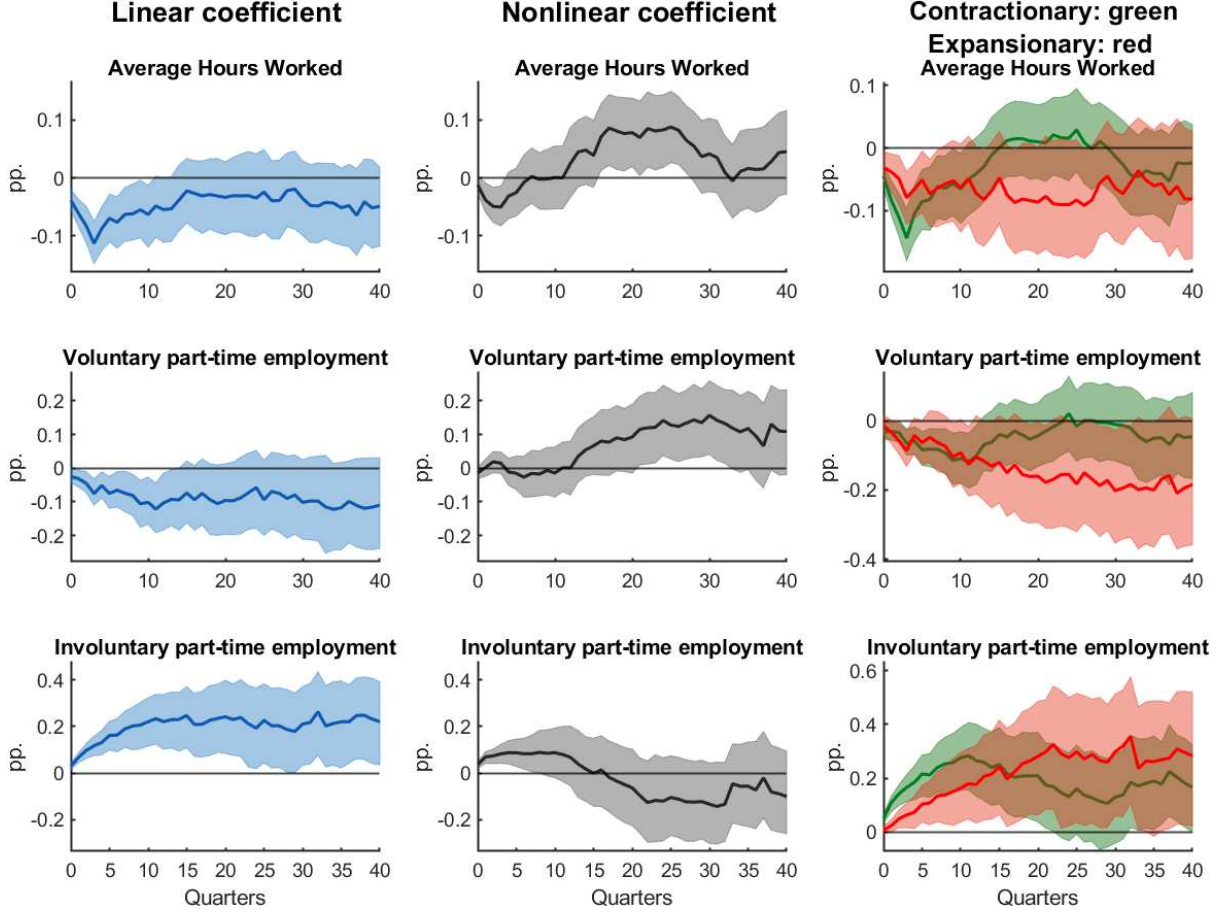 Linear coefficient
Nonlinear coefficient
Contractionary: green
Expansionary: red
Average Hours Worked
Average Hours Worked
Average Hours Worked
pp.
0.1
0
-0.1
0 10 20 30 40
pp.
0.1
0
-0.1
0 10 20 30 40
pp.
0.1
0
-0.1
0 10 20 30 40
Voluntary part-time employment
Voluntary part-time employment
Voluntary part-time employment
pp.
0.2
0.1
0
-0.1
-0.2
0 10 20 30 40
pp.
0.2
0.1
0
-0.1
-0.2
0 10 20 30 40
pp.
0
-0.2
-0.4
0 10 20 30 40
Involuntary part-time employment
Involuntary part-time employment
Involuntary part-time employment
pp.
0.4
0.2
0
-0.2
0 5 10 15 20 25 30 35 40
Quarters
pp.
0.4
0.2
0
-0.2
0 5 10 15 20 25 30 35 40
Quarters
pp.
0.6
0.4
0.2
0
0 5 10 15 20 25 30 35 40
Quarters